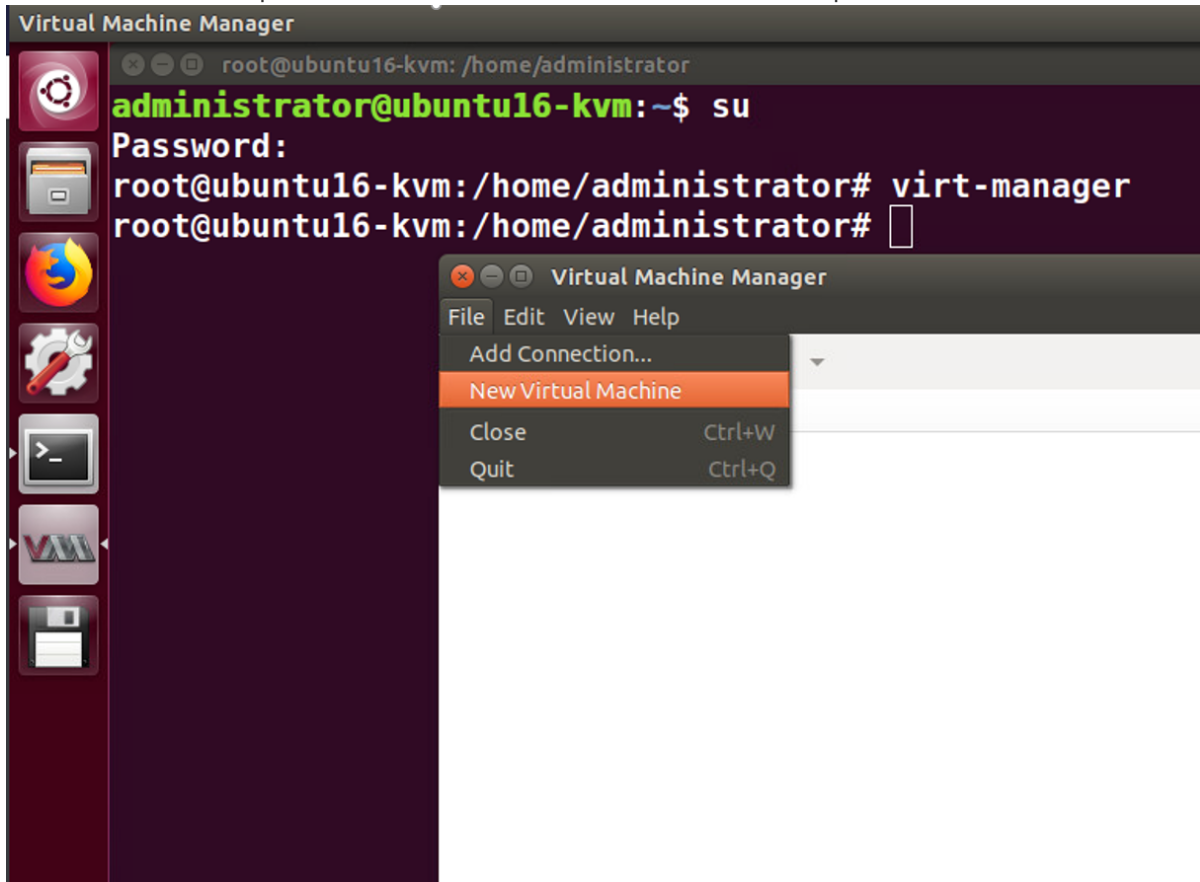 Virtual Machine Manager
root@ubuntu16-kvm: /home/administrator
administrator@ubuntu16-kvm:~$ su
Password:
root@ubuntu16-kvm:/home/administrator# virt-manager
root@ubuntu16-kvm:/home/administrator#
Virtual Machine Manager
File Edit View Help
Add Connection...
New Virtual Machine
Close Ctrl+W
Quit Ctrl+Q
>_
VM